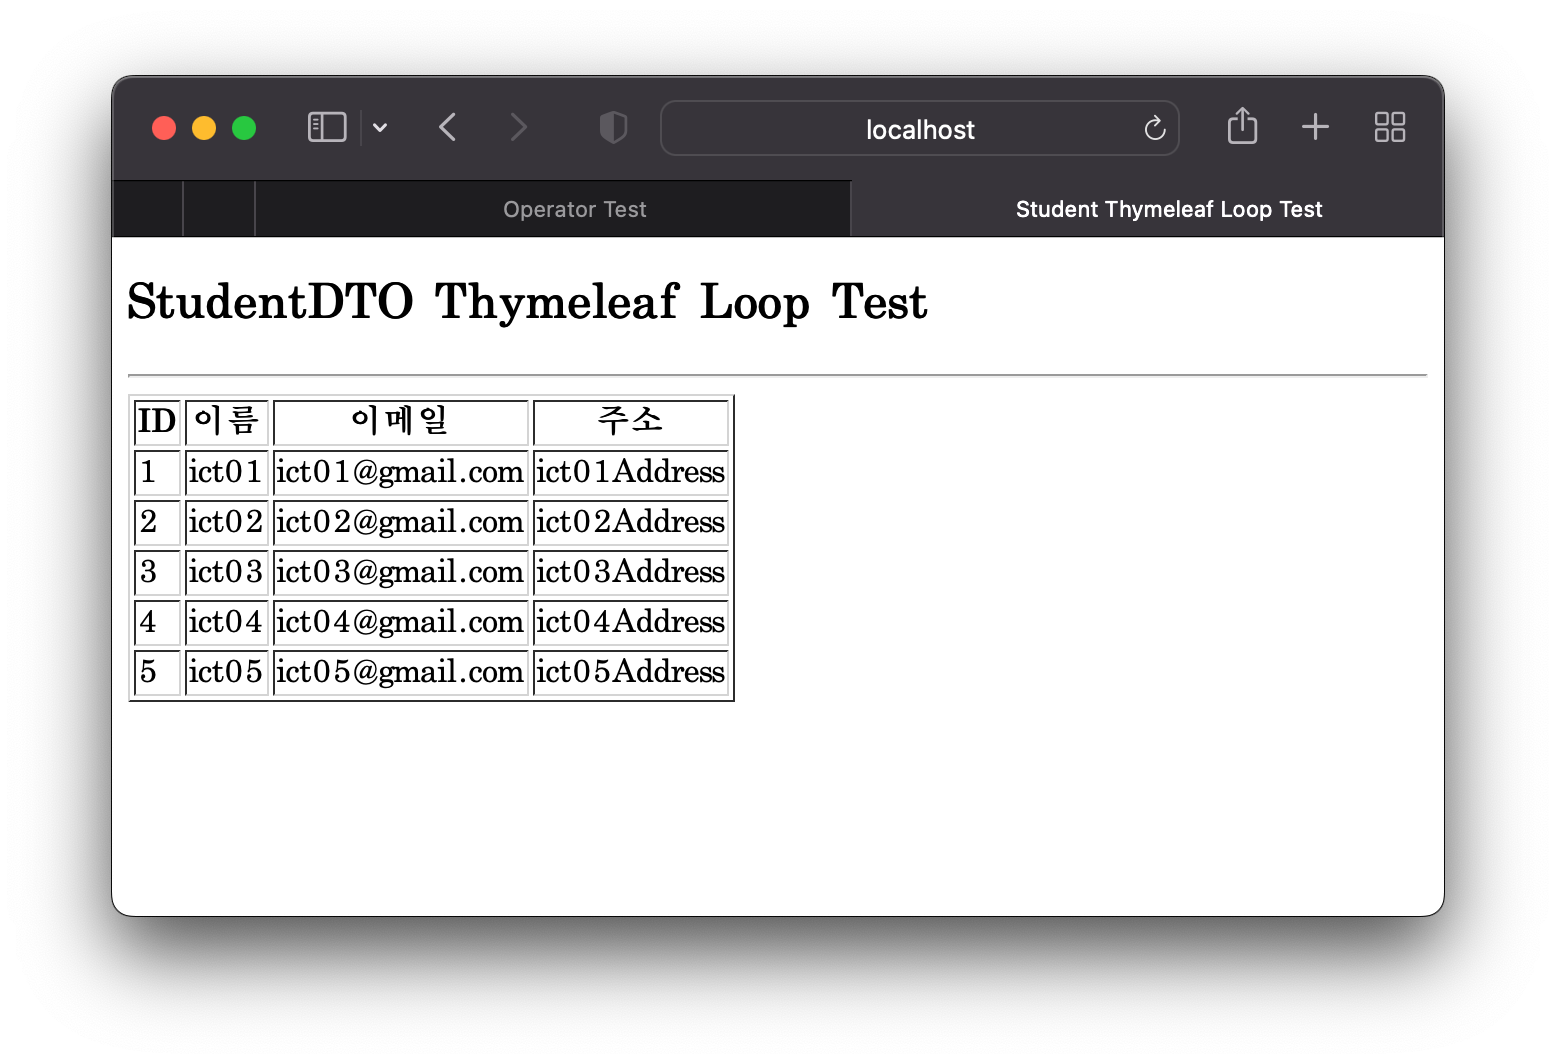 localhost
Operator Test
Student Thymeleaf Loop Test
StudentDTO Thymeleaf Loop Test
ID 이름 이메일 주소
1 ict01 ict01@gmail.com ict01Address
2 ict02 ict02@gmail.com ict02Address
3 ict03 ict03@gmail.com ict03Address
4 ict04 ict04@gmail.com ict04Address
5 ict05 ict05@gmail.com ict05Address